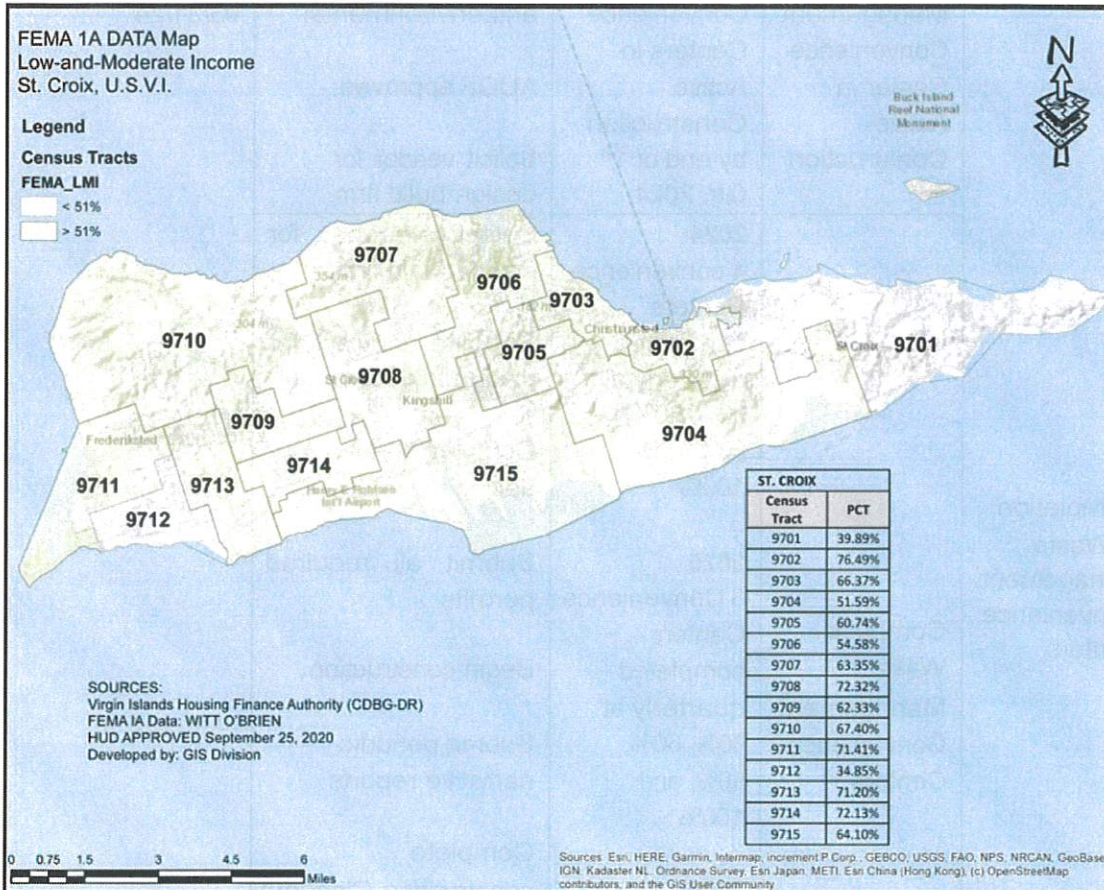 FEMA 1A DATA Map
Low-and-Moderate Income
St. Croix, U.S.V.I.
Legend
Census Tracts
FEMA_LMI
< 51%
> 51%
N
Buck Island
Reef National
Monument
9707
9706
9703
9710
Christiansted
9702
9705
St Croix
9701
9708
Kingshill
9709
Frederiksted
9704
9714
9715
9711
9713
Int'l Airport
9712
ST. CROIX
Census Tract PCT
9701 39.89%
9702 76.49%
9703 66.37%
9704 51.59%
9705 60.74%
9706 54.58%
9707 63.35%
9708 72.32%
9709 62.33%
9710 67.40%
9711 71.41%
9712 34.85%
9713 71.20%
9714 72.13%
9715 64.10%
SOURCES:
Virgin Islands Housing Finance Authority (CDBG-DR)
FEMA IA Data: WITT O'BRIEN
HUD APPROVED September 25, 2020
Developed by: GIS Division
0 0.75 1.5 3 4.5 6
Miles
Sources: Esri, HERE, Garmin, Intermap, increment P Corp., GEBCO, USGS, FAO, NPS, NRCAN, GeoBase,
IGN, Kadaster NL, Ordnance Survey, Esri Japan, METI, Esri China (Hong Kong), (c) OpenStreetMap
contributors, and the GIS User Community